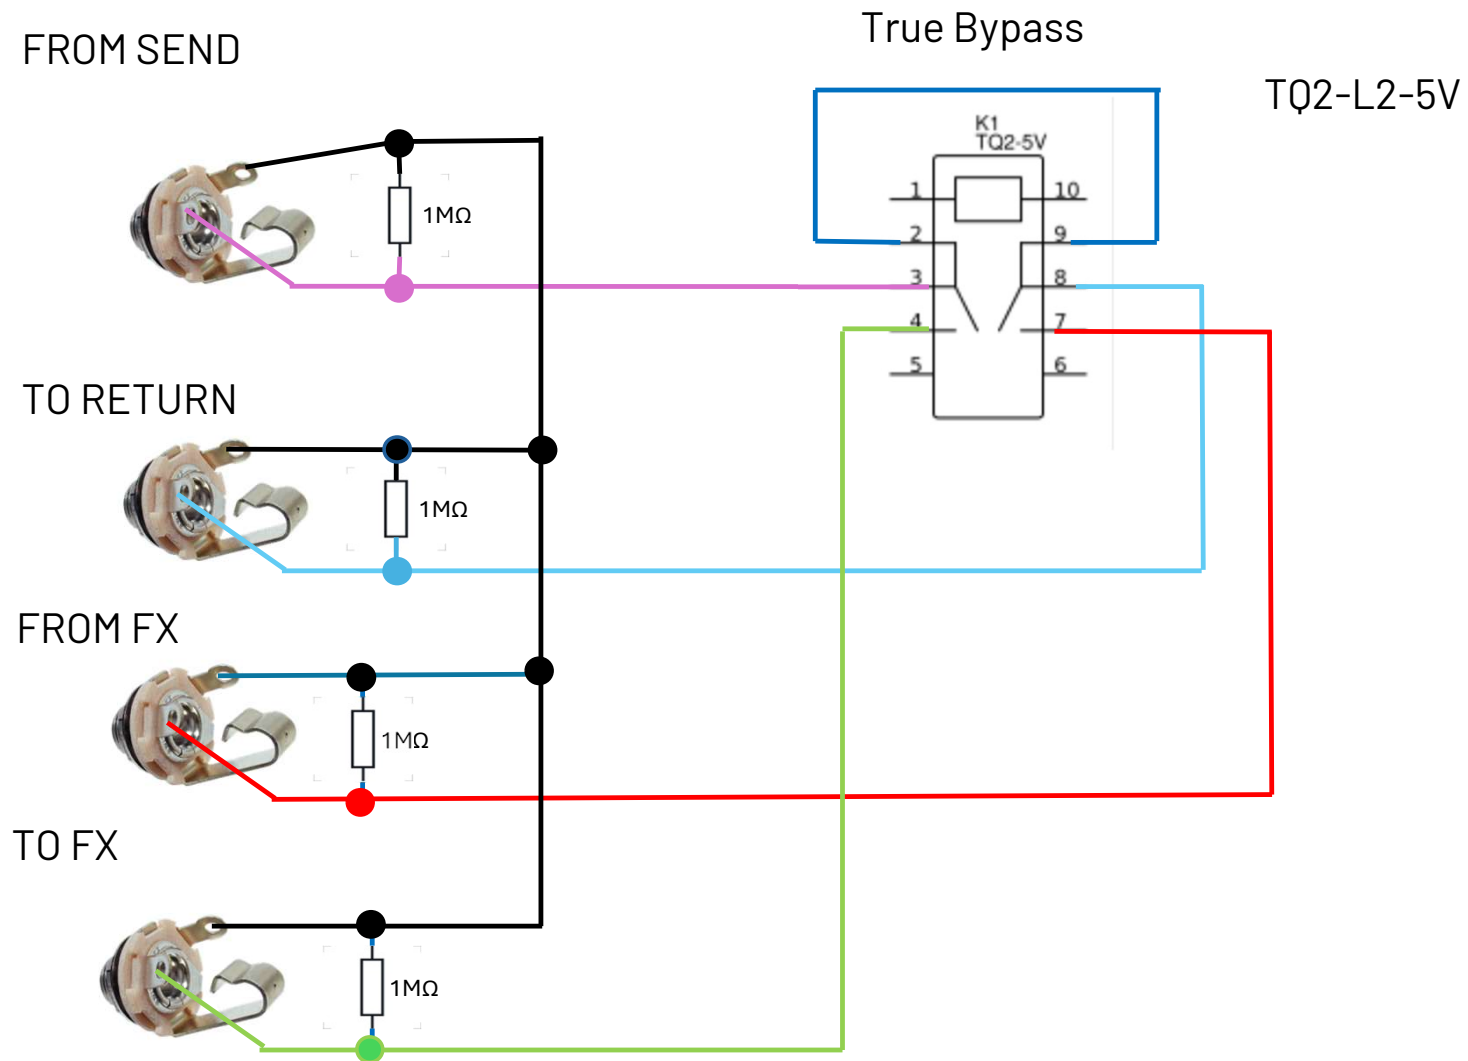 True Bypass
FROM SEND
TQ2-L2-5V
K1
TQ2-5V
1 10
2 9
3 8
4 7
5 6
1MΩ
TO RETURN
1MΩ
FROM FX
1MΩ
TO FX
1MΩ